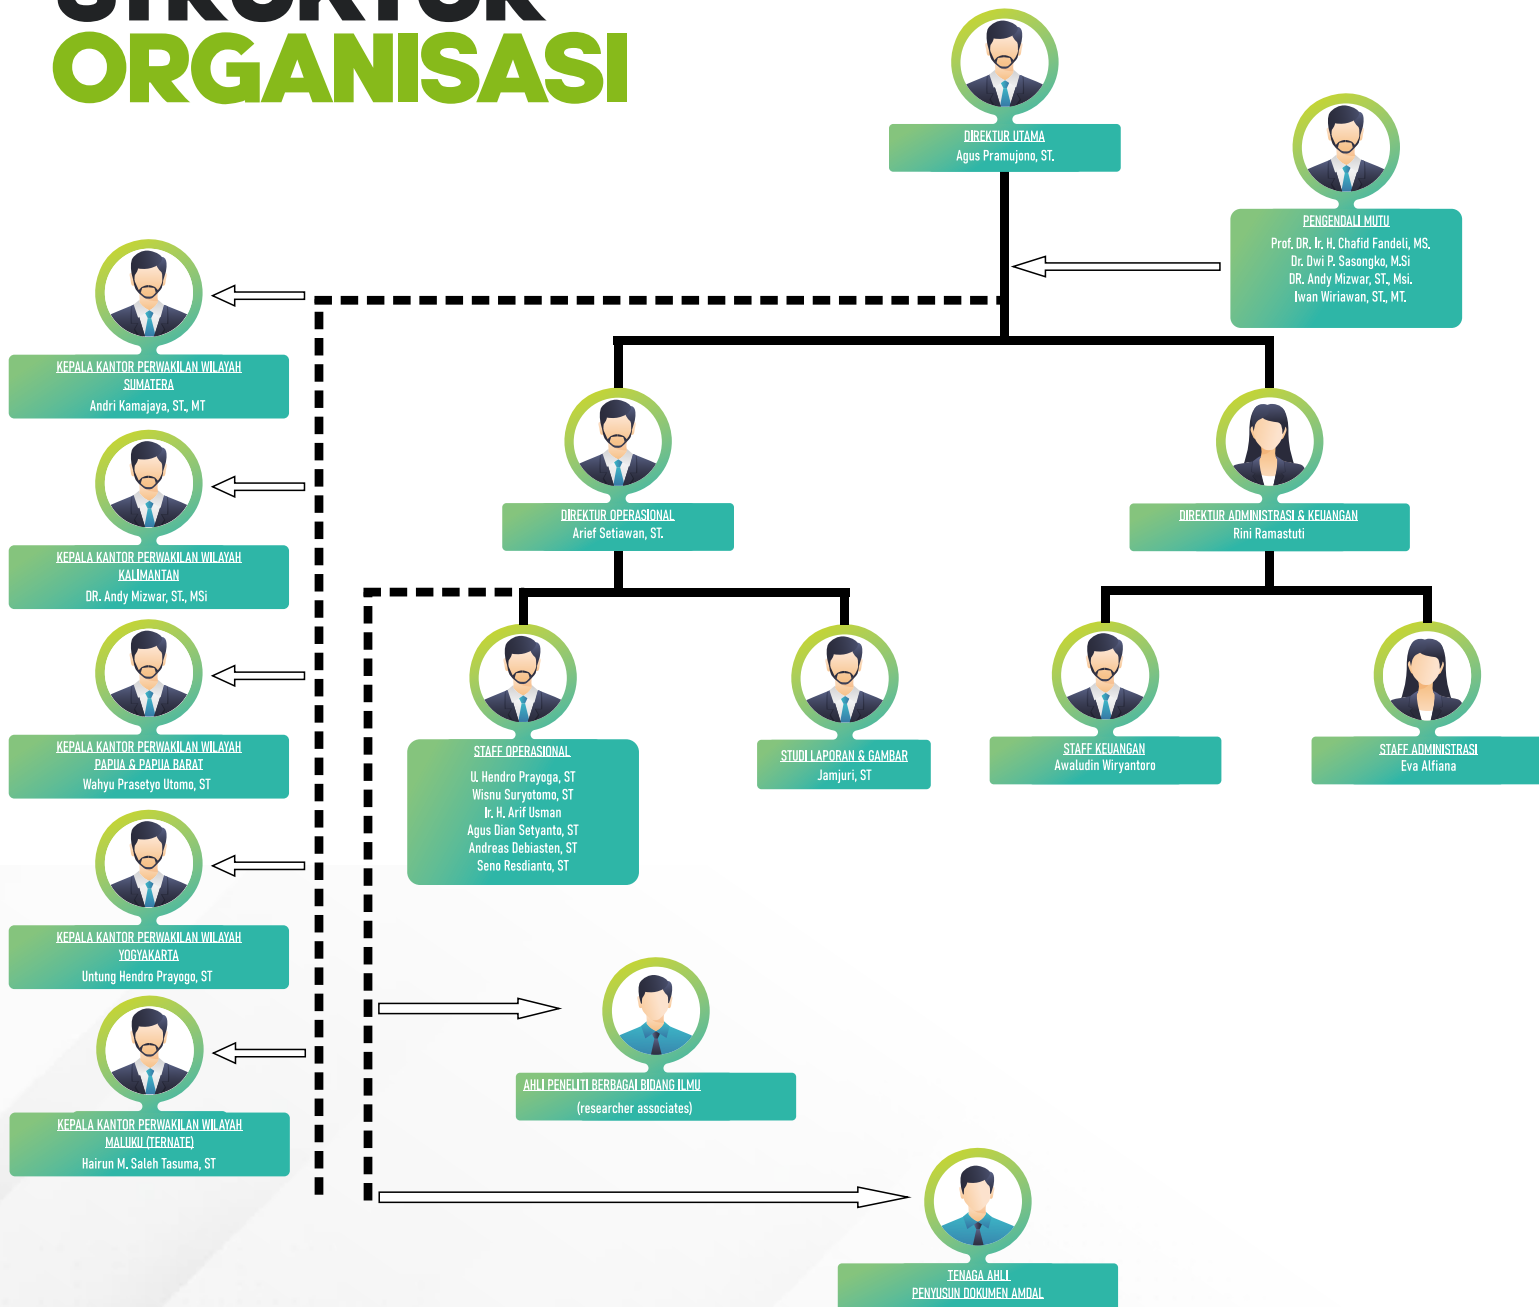 STRUKTUR
ORGANISASI
DIREKTUR UTAMA
Agus Pramujono, ST.
PENGENDALI MUTU
Prof. DR. Ir. H. Chafid Fandeli, MS.
Dr. Dwi P. Sasongko, M.Si
DR. Andy Mizwar, ST., Msi.
Iwan Wiriawan, ST., MT.
KEPALA KANTOR PERWAKILAN WILAYAH
SUMATERA
Andri Kamajaya, ST., MT
KEPALA KANTOR PERWAKILAN WILAYAH
KALIMANTAN
DR. Andy Mizwar, ST., MSi
KEPALA KANTOR PERWAKILAN WILAYAH
PAPUA & PAPUA BARAT
Wahyu Prasetyo Utomo, ST
KEPALA KANTOR PERWAKILAN WILAYAH
YOGYAKARTA
Untung Hendro Prayogo, ST
KEPALA KANTOR PERWAKILAN WILAYAH
MALUKU (TERNATE)
Hairun M. Saleh Tasuma, ST
DIREKTUR OPERASIONAL
Arief Setiawan, ST.
DIREKTUR ADMINISTRASI & KEUANGAN
Rini Ramastuti
STAFF OPERASIONAL
U. Hendro Prayoga, ST
Wisnu Suryotomo, ST
Ir. H. Arif Usman
Agus Dian Setyanto, ST
Andreas Debiasten, ST
Seno Resdianto, ST
STUDI LAPORAN & GAMBAR
Jamjuri, ST
STAFF KEUANGAN
Awaludin Wiryantoro
STAFF ADMINISTRASI
Eva Alfiana
AHLI PENELITI BERBAGAI BIDANG ILMU
(researcher associates)
TENAGA AHLI
PENYUSUN DOKUMEN AMDAL